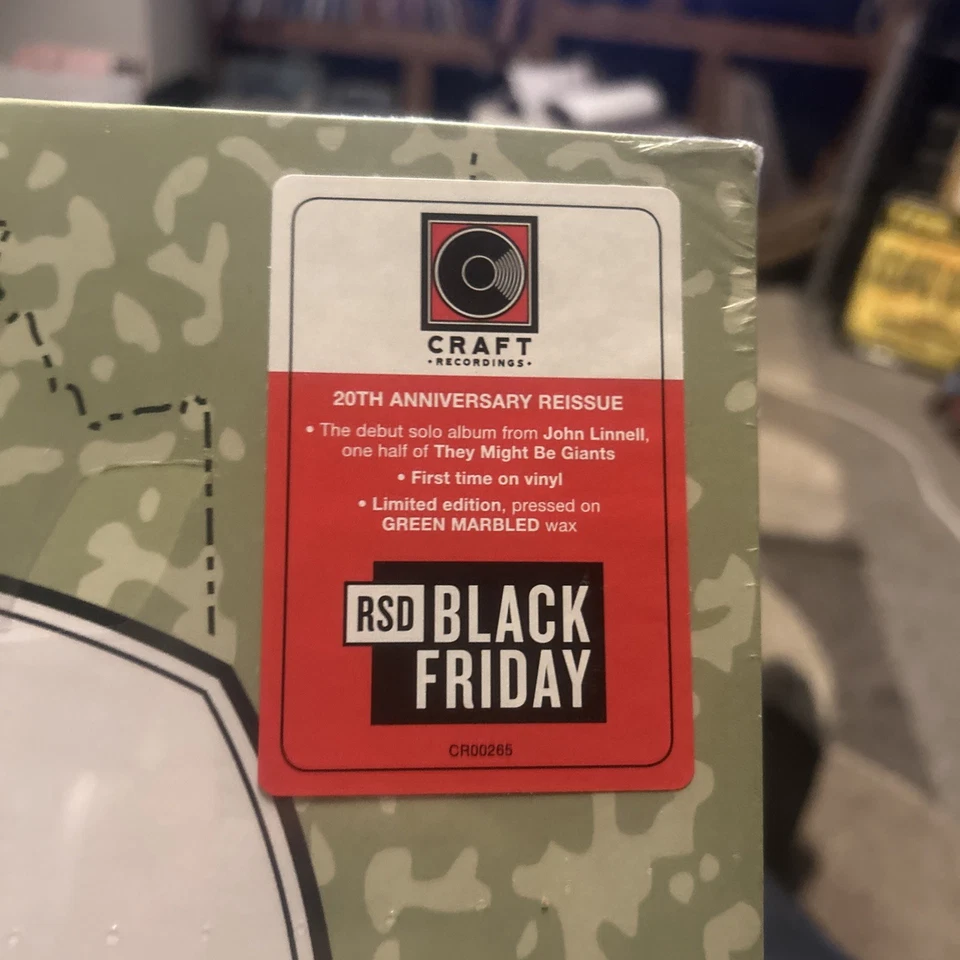 CRAFT
•RECORDINGS•
20TH ANNIVERSARY REISSUE
• The debut solo album from John Linnell,
one half of They Might Be Giants
• First time on vinyl
• Limited edition, pressed on
GREEN MARBLED wax
RSD BLACK
FRIDAY
CR00265